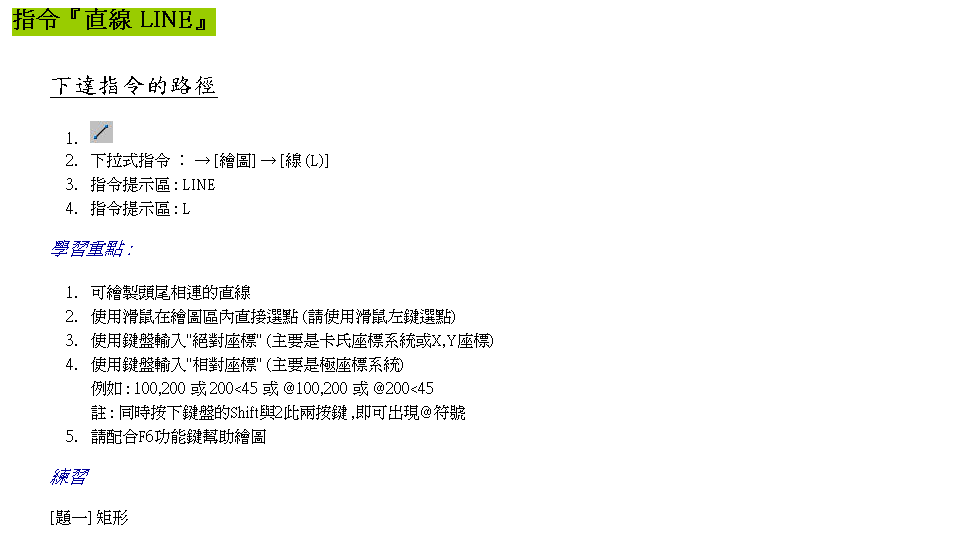 指令『直線 LINE』
下達指令的路徑
1.
2. 下拉式指令 : →[繪圖]→[線(L)]
3. 指令提示區 : LINE
4. 指令提示區 : L
學習重點 :
1. 可繪製頭尾相連的直線
2. 使用滑鼠在繪圖區內直接選點(請使用滑鼠左鍵選點)
3. 使用鍵盤輸入"絕對座標" (主要是卡氏座標系統或X,Y座標)
4. 使用鍵盤輸入"相對座標" (主要是極座標系統)
例如 : 100,200 或 200<45 或 @100,200 或 @200<45
註 : 同時按下鍵盤的Shift與2此兩按鍵 ,即可出現@符號
5. 請配合F6功能鍵幫助繪圖
練習
[題一] 矩形